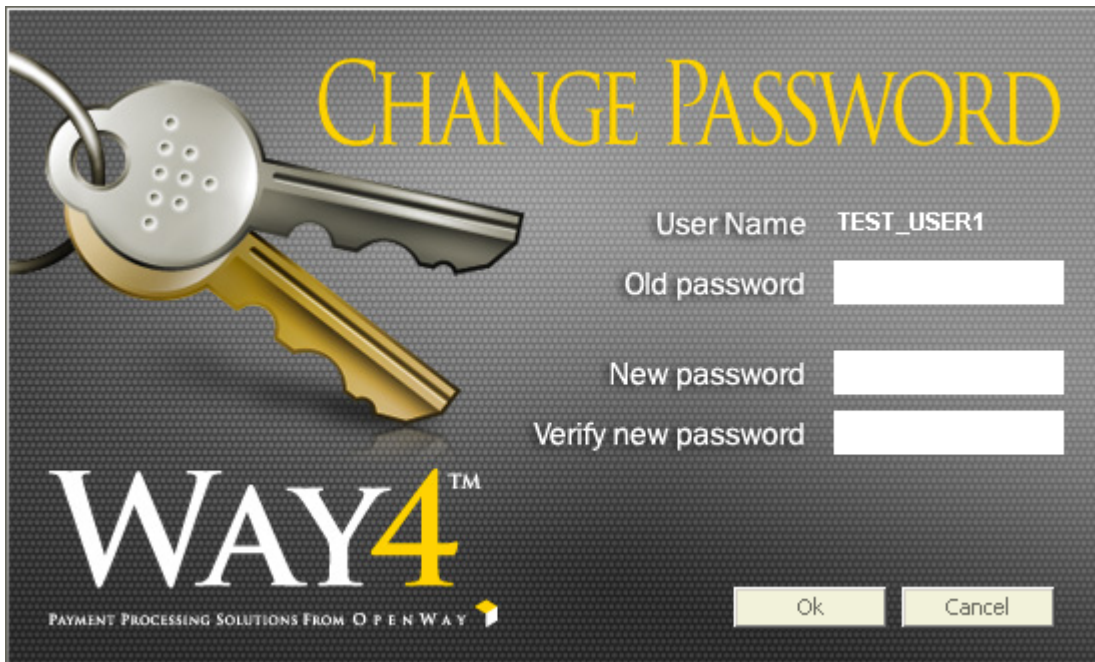 CHANGE PASSWORD
User Name TEST_USER1
Old password
New password
Verify new password
WAY4™
PAYMENT PROCESSING SOLUTIONS FROM OPENWAY
Ok Cancel